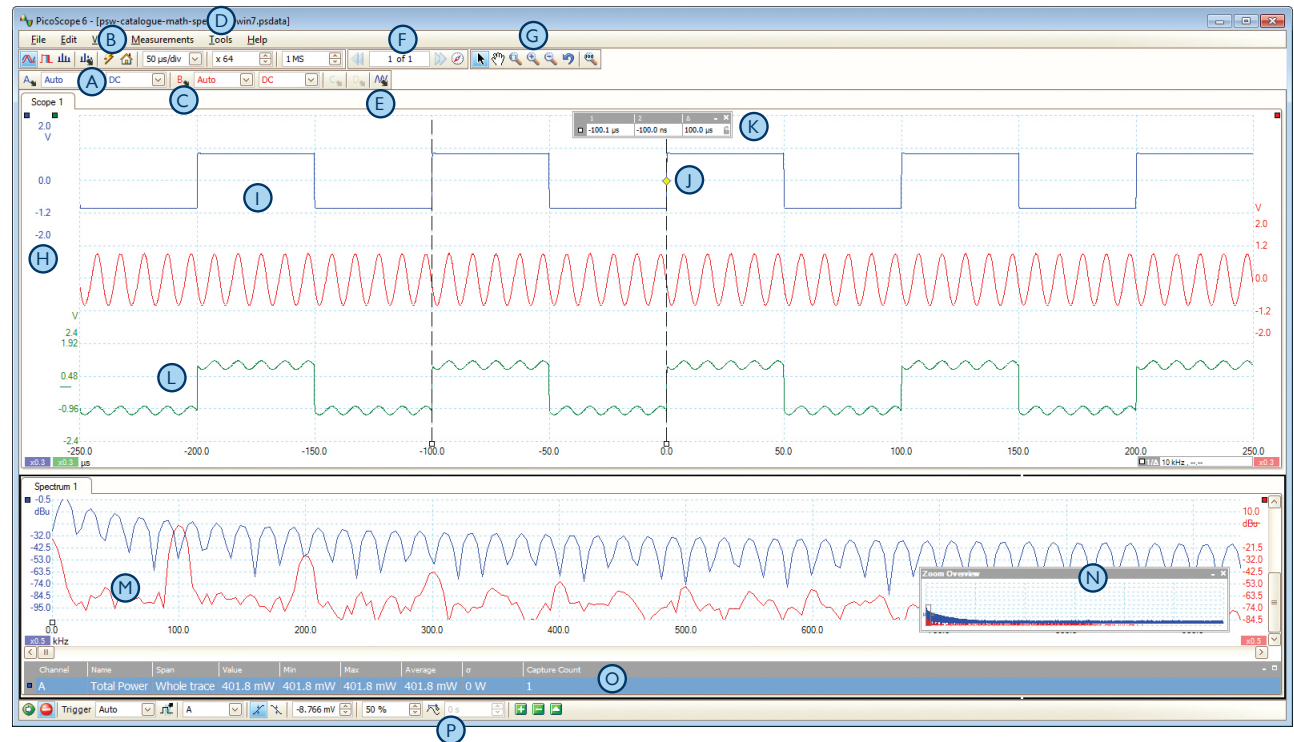 PicoScope 6 - [psw-catalogue-math-spe D win7.psdata]
File Edit V B Measurements Tools Help F G
50 µs/div x 64 1 MS 1 of 1
A Auto A DC B Auto DC C D
C E
Scope 1
2.0
V
0.0
-1.2
-2.0
1 2 Δ
-100.1 µs -100.0 ns 100.0 µs
K
I
J
H
V
2.0
1.2
0.0
-1.2
-2.0
V
2.4
1.92
0.48
-0.96
-2.4
L
-250.0 -200.0 -150.0 -100.0 -50.0 0.0 50.0 100.0 150.0 200.0 250.0
x0.3 x0.3 µs
1/Δ 10 kHz , --.--
x0.3
Spectrum 1
-0.5
dBu
-32.0
-42.5
-53.0
-63.5
-74.0
-84.5
-95.0
M
10.0
dBu
-21.5
-32.0
-42.5
-53.0
-63.5
-74.0
-84.5
Zoom Overview
N
0.0 100.0 200.0 300.0 400.0 500.0 600.0
x0.5 kHz
x0.5
Channel Name Span Value Min Max Average σ Capture Count
A Total Power Whole trace 401.8 mW 401.8 mW 401.8 mW 401.8 mW 0 W 1
O
Trigger Auto A -8.766 mV 50 % 0 s
P